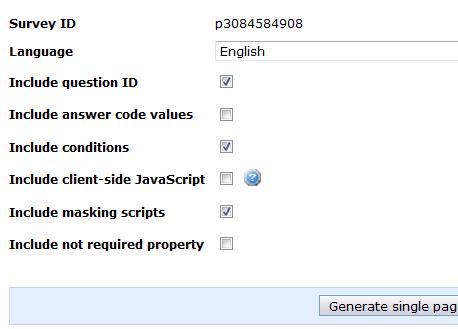 Survey ID p3084584908
Language English
Include question ID
Include answer code values
Include conditions
Include client-side JavaScript ?
Include masking scripts
Include not required property
Generate single pag